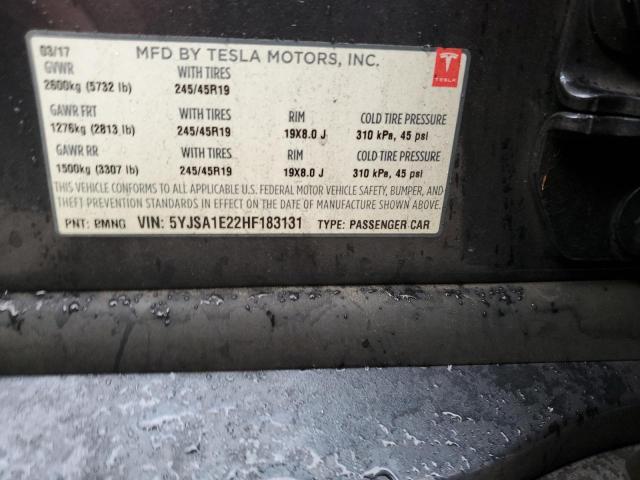 03/17 MFD BY TESLA MOTORS, INC.
GVWR WITH TIRES
2600kg (5732 lb) 245/45R19
GAWR FRT WITH TIRES RIM COLD TIRE PRESSURE
1276kg (2813 lb) 245/45R19 19X8.0 J 310 kPa, 45 psi
GAWR RR WITH TIRES RIM COLD TIRE PRESSURE
1500kg (3307 lb) 245/45R19 19X8.0 J 310 kPa, 45 psi
THIS VEHICLE CONFORMS TO ALL APPLICABLE U.S. FEDERAL MOTOR VEHICLE SAFETY, BUMPER, AND
THEFT PREVENTION STANDARDS IN EFFECT ON THE DATE OF MANUFACTURE SHOWN ABOVE.
PNT: PMNG VIN: 5YJSA1E22HF183131 TYPE: PASSENGER CAR
TESLA